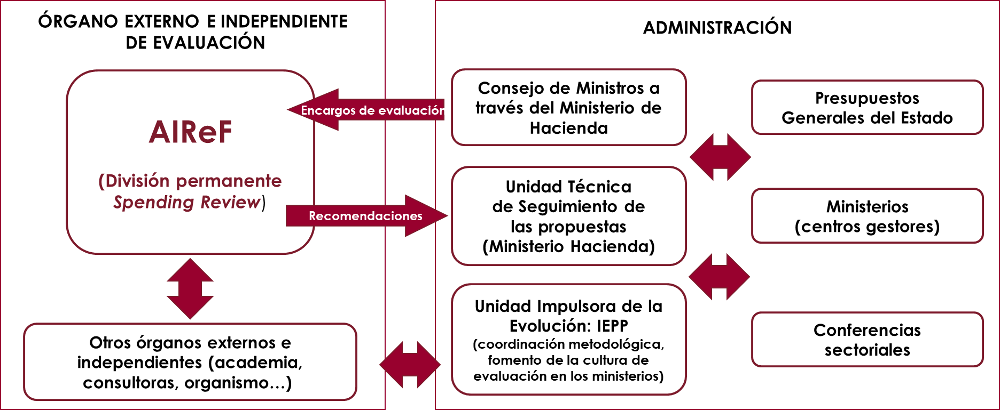 ÓRGANO EXTERNO E INDEPENDIENTE
DE EVALUACIÓN
AIReF
(División permanente
Spending Review)
Otros órganos externos e
independientes (academia,
consultoras, organismo...)
Encargos de evaluación
Recomendaciones
ADMINISTRACIÓN
Consejo de Ministros a
través del Ministerio de
Hacienda
Unidad Técnica
de Seguimiento de
las propuestas
(Ministerio Hacienda)
Unidad Impulsora de la
Evolución: IEPP
(coordinación metodológica,
fomento de la cultura de
evaluación en los ministerios)
Presupuestos
Generales del Estado
Ministerios
(centros gestores)
Conferencias
sectoriales